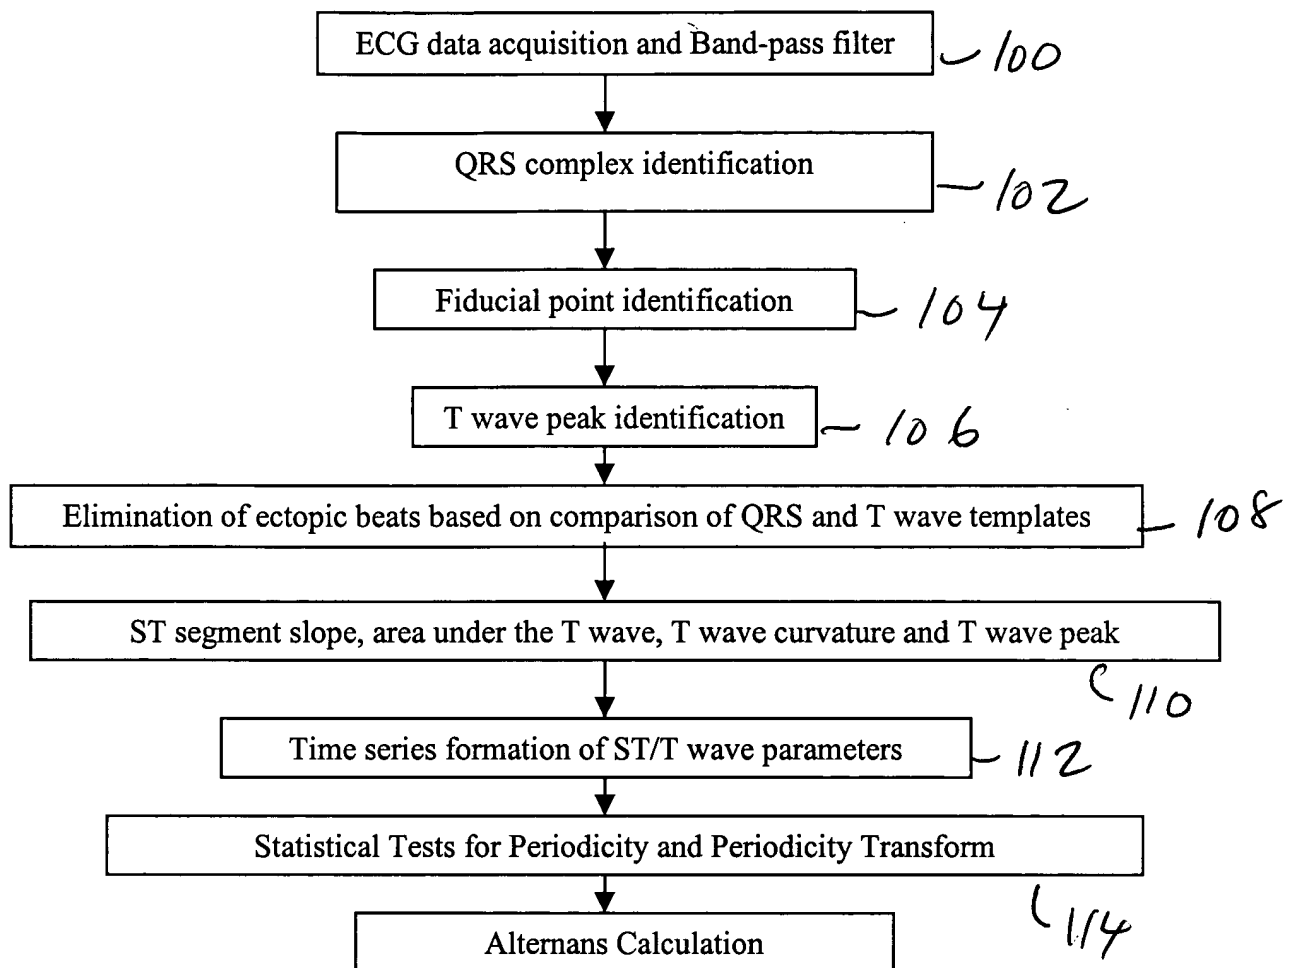 ECG data acquisition and Band-pass filter 100
QRS complex identification 102
Fiducial point identification 104
T wave peak identification 106
Elimination of ectopic beats based on comparison of QRS and T wave templates 108
ST segment slope, area under the T wave, T wave curvature and T wave peak
110
Time series formation of ST/T wave parameters 112
Statistical Tests for Periodicity and Periodicity Transform
114
Alternans Calculation